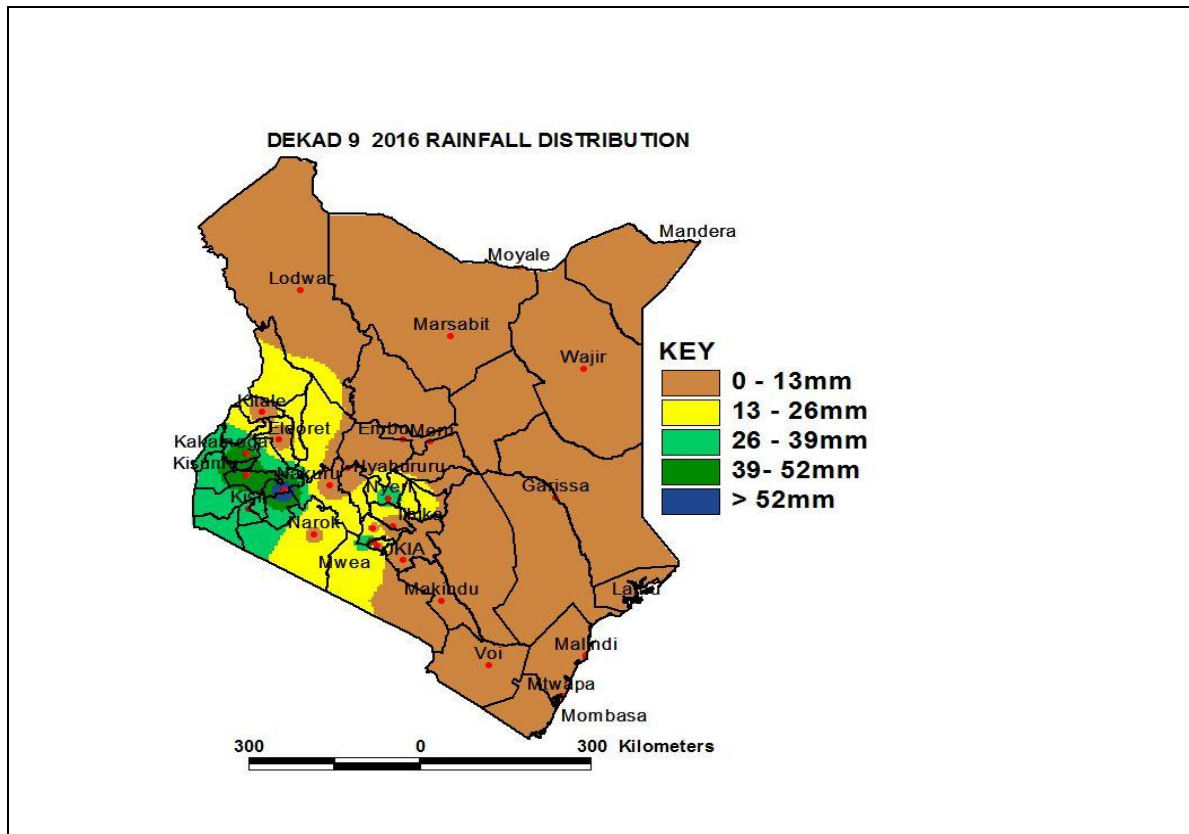 DEKAD 9 2016 RAINFALL DISTRIBUTION
Mandera
Moyale
Lodwar
Marsabit
Wajir
KEY
0 - 13mm
13 - 26mm
26 - 39mm
39- 52mm
> 52mm
Kitale
Eldoret
Embu
Meru
Kakamega
Kisumu
Nakuru
Nyahururu
Nyeri
Garissa
Kisii
Narok
Thika
JKIA
Mwea
Makindu
Lamu
Voi
Malindi
Mtwapa
Mombasa
300 0 300 Kilometers